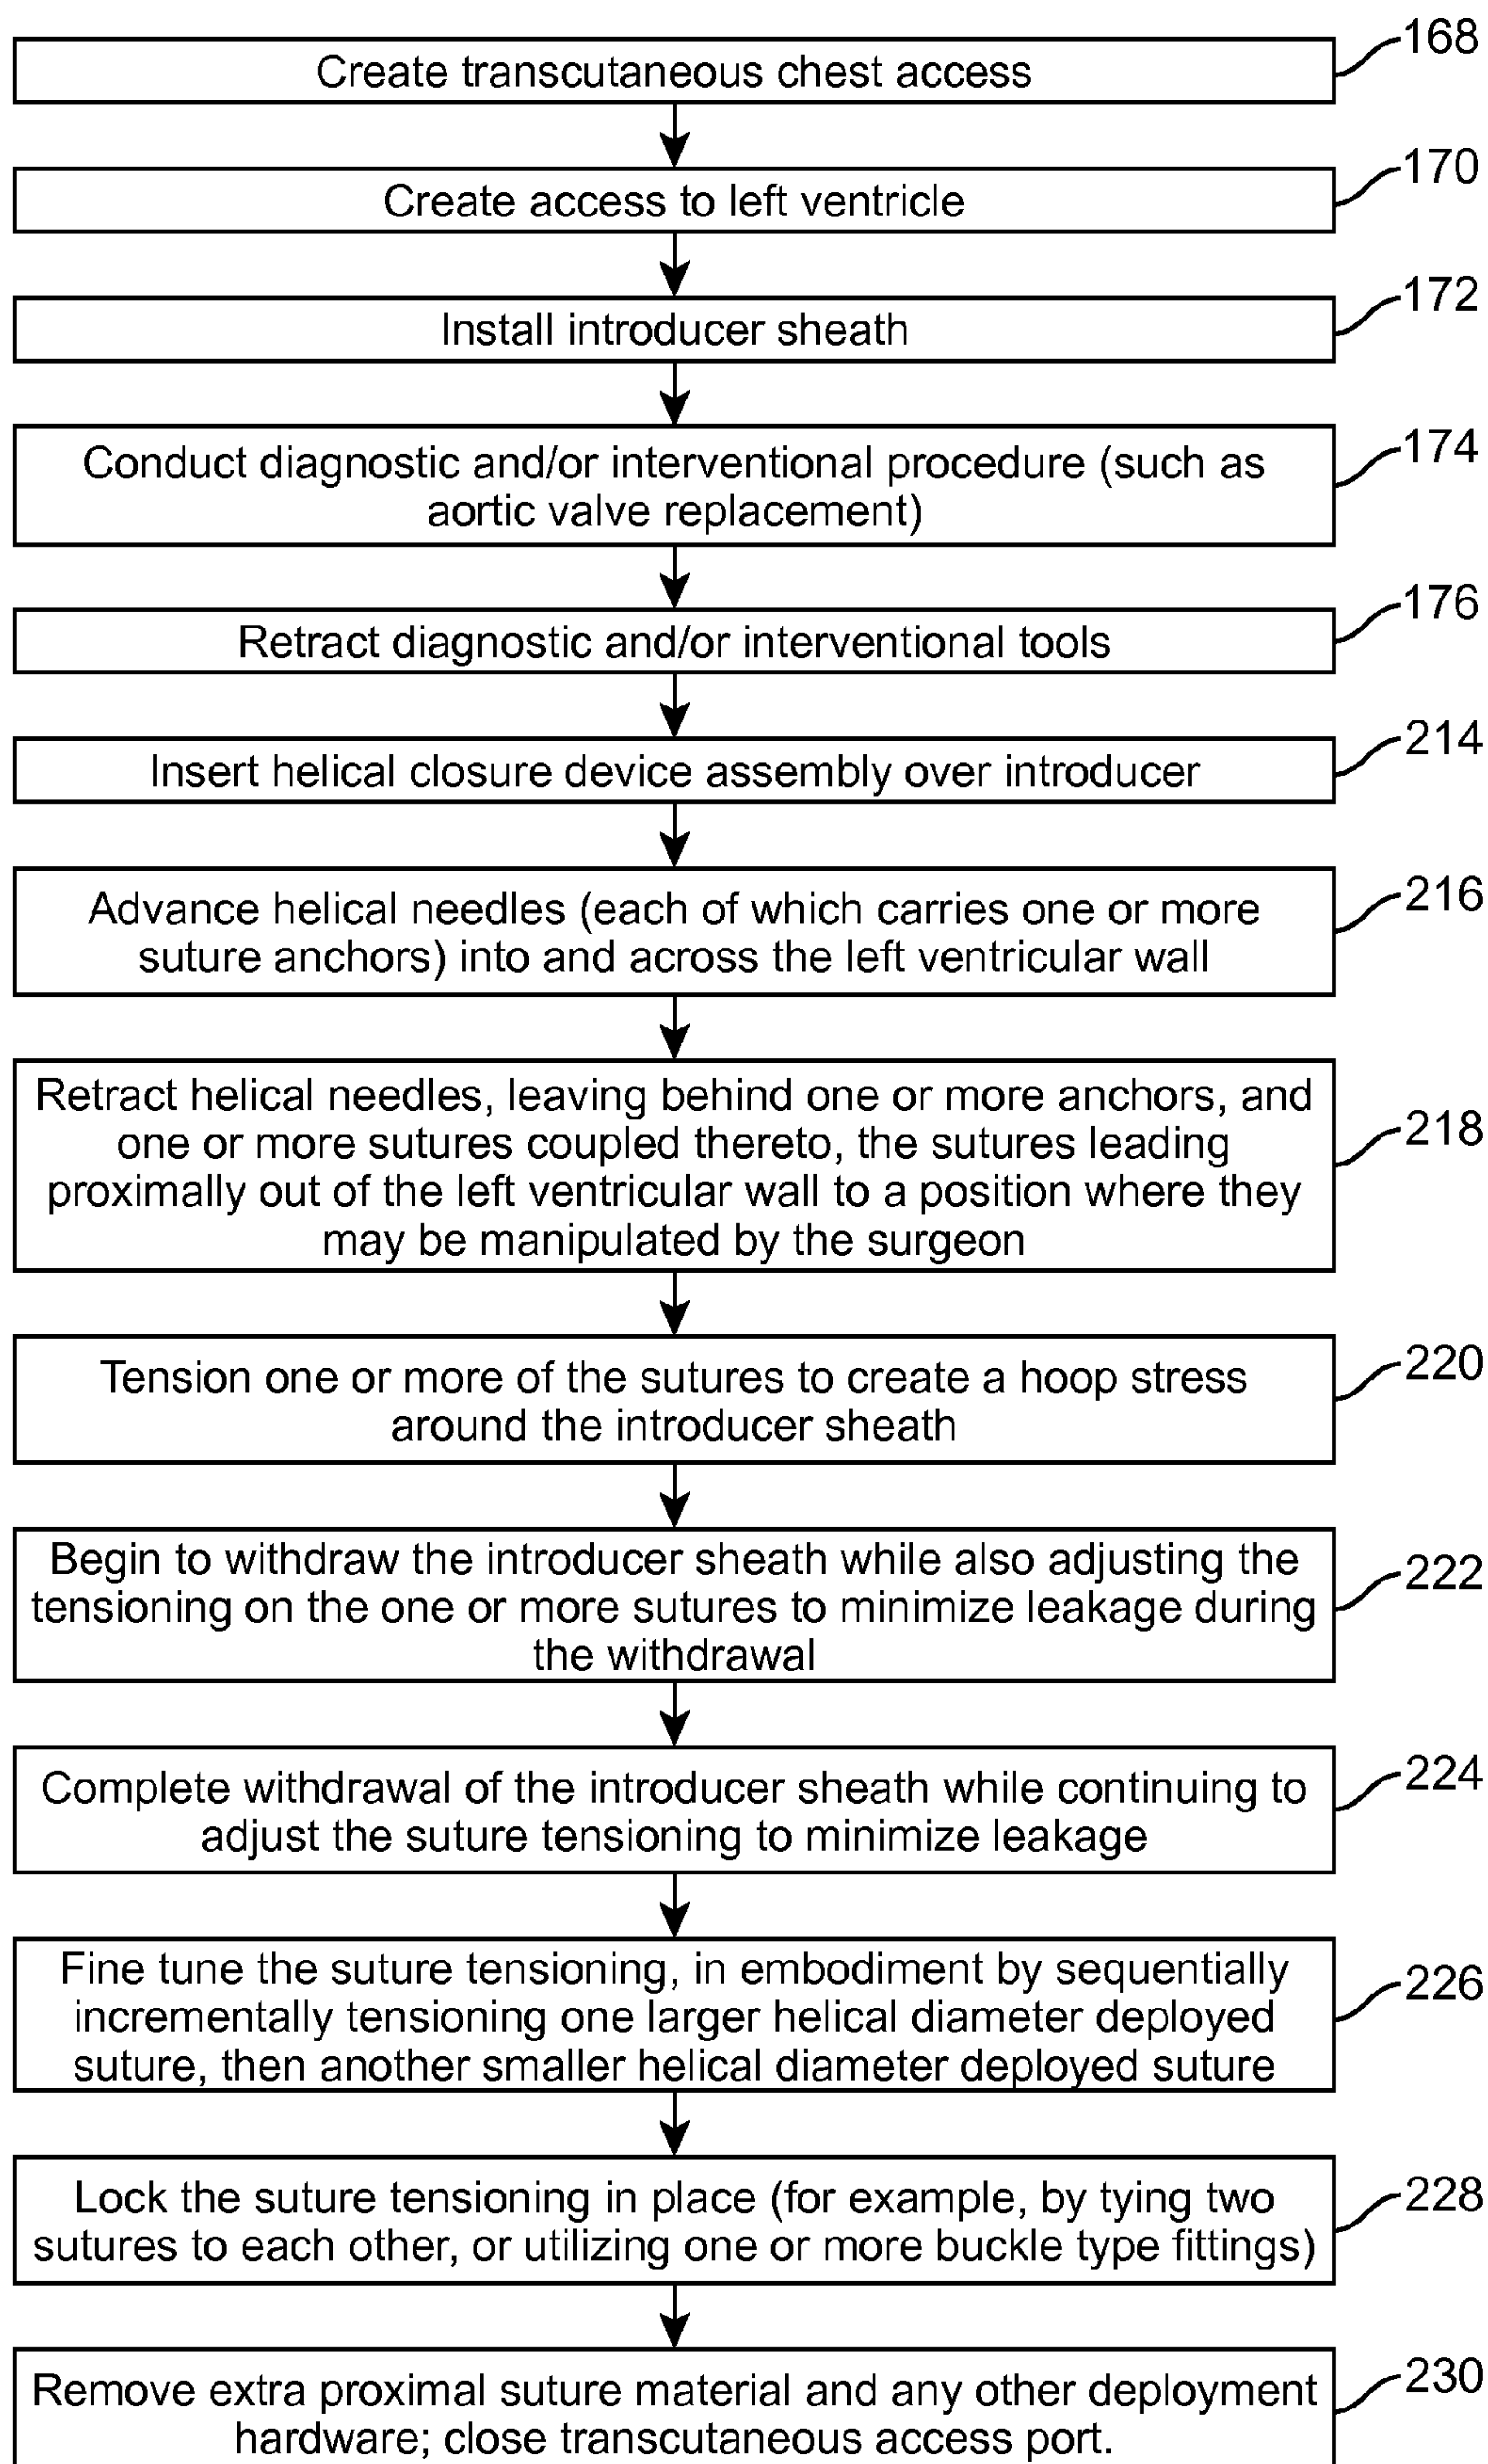 Create transcutaneous chest access
168
Create access to left ventricle
170
Install introducer sheath
172
Conduct diagnostic and/or interventional procedure (such as
aortic valve replacement)
174
Retract diagnostic and/or interventional tools
176
Insert helical closure device assembly over introducer
214
Advance helical needles (each of which carries one or more
suture anchors) into and across the left ventricular wall
216
Retract helical needles, leaving behind one or more anchors, and
one or more sutures coupled thereto, the sutures leading
proximally out of the left ventricular wall to a position where they
may be manipulated by the surgeon
218
Tension one or more of the sutures to create a hoop stress
around the introducer sheath
220
Begin to withdraw the introducer sheath while also adjusting the
tensioning on the one or more sutures to minimize leakage during
the withdrawal
222
Complete withdrawal of the introducer sheath while continuing to
adjust the suture tensioning to minimize leakage
224
Fine tune the suture tensioning, in embodiment by sequentially
incrementally tensioning one larger helical diameter deployed
suture, then another smaller helical diameter deployed suture
226
Lock the suture tensioning in place (for example, by tying two
sutures to each other, or utilizing one or more buckle type fittings)
228
Remove extra proximal suture material and any other deployment
hardware; close transcutaneous access port.
230